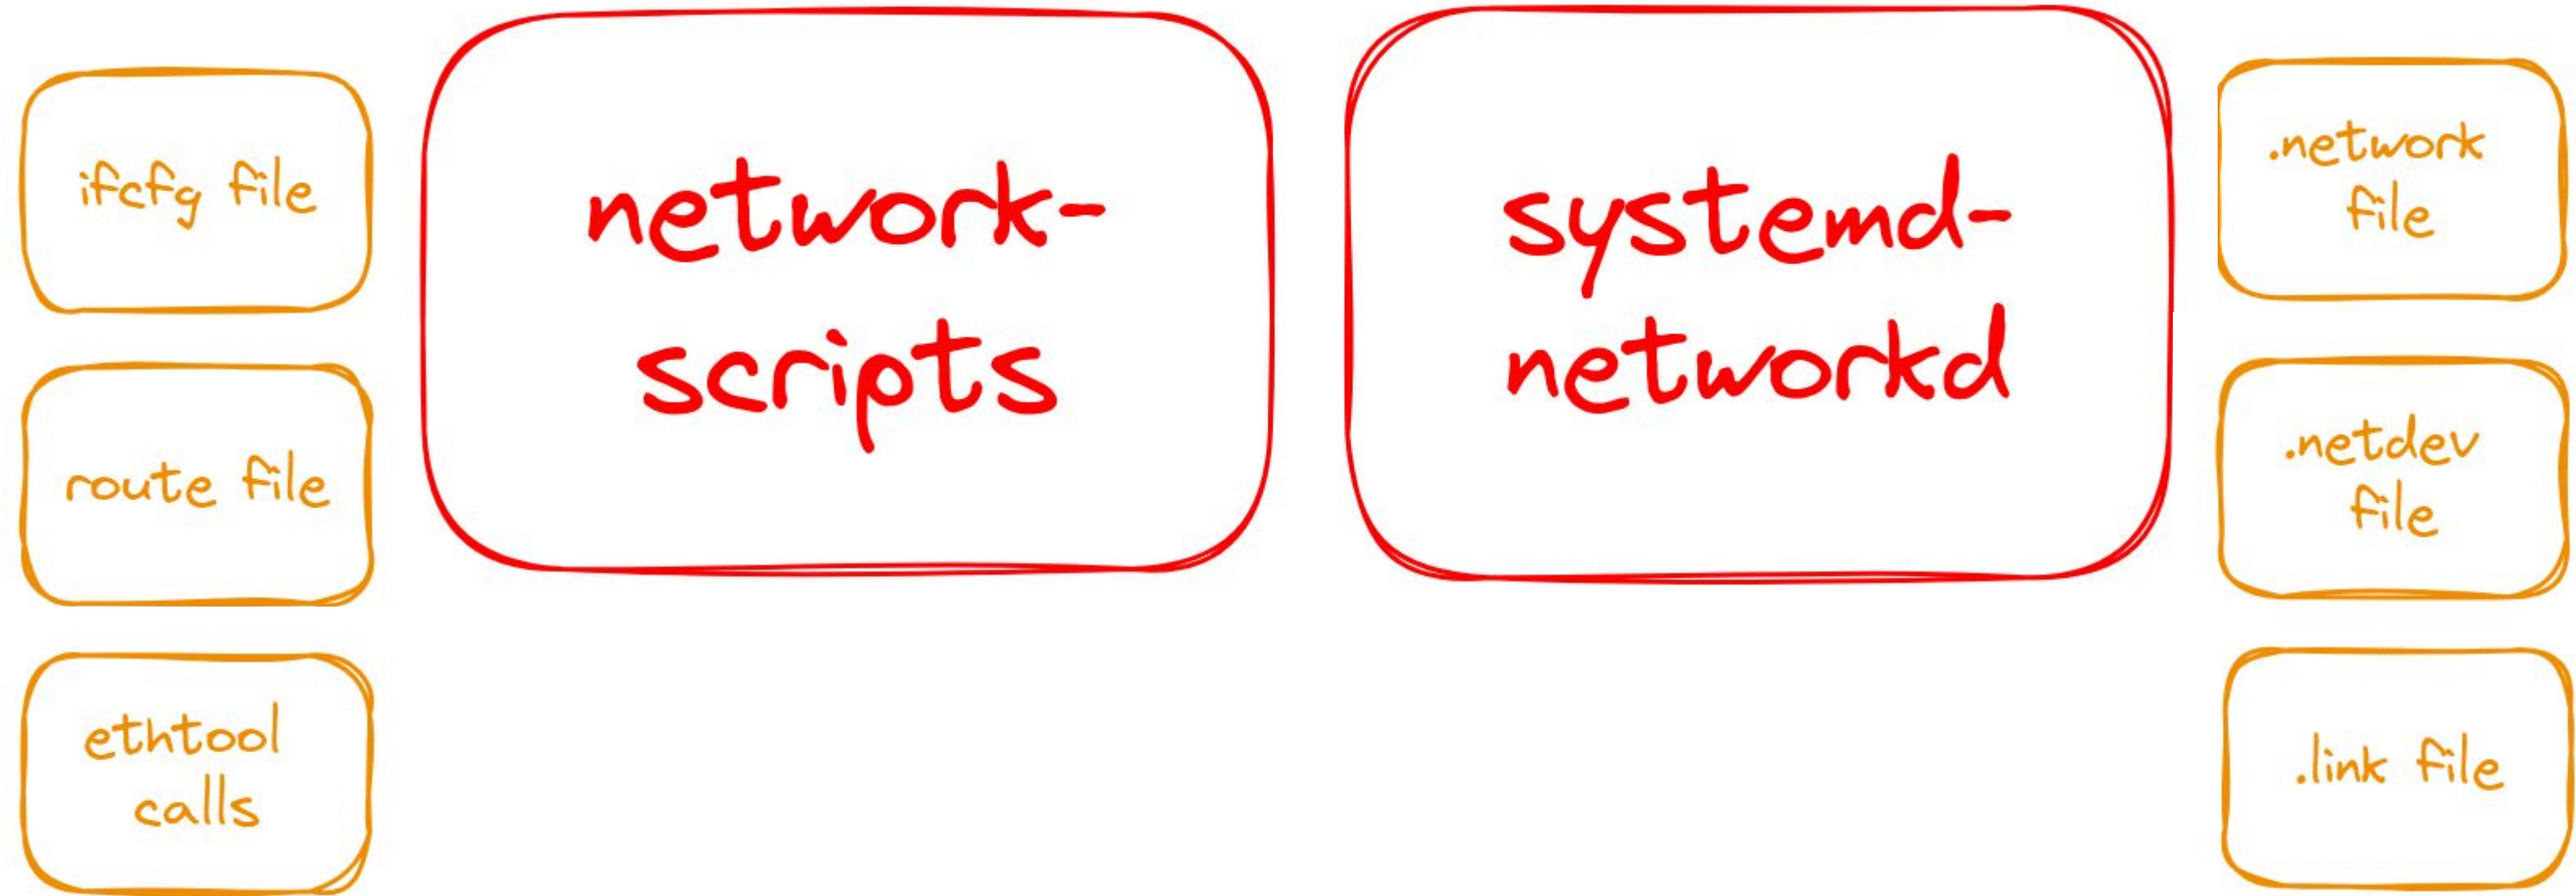 ifcfg file
route file
ethtool
calls
network-
scripts
systemd-
networkd
.network
file
.netdev
file
.link file